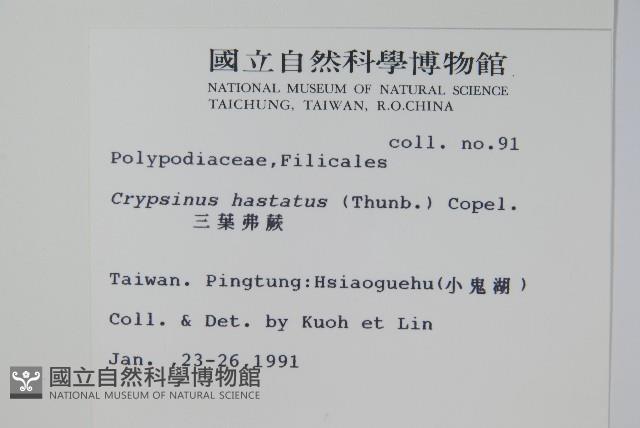 國立自然科學博物館
NATIONAL MUSEUM OF NATURAL SCIENCE
TAICHUNG, TAIWAN, R.O.CHINA
coll. no.91
Polypodiaceae,Filicales
Crypsinus hastatus (Thunb.) Copel.
三葉弗蕨
Taiwan. Pingtung:Hsiaoguehu(小鬼湖)
Coll. & Det. by Kuoh et Lin
Jan. ,23-26,1991
國立自然科學博物館
NATIONAL MUSEUM OF NATURAL SCIENCE